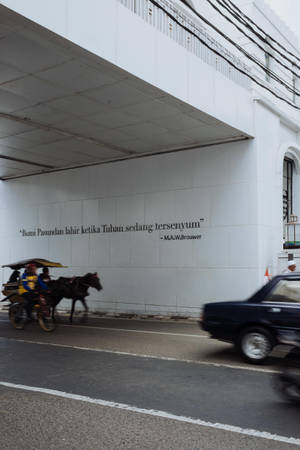 "Bumi Pasundan lahir ketika Tuhan sedang tersenyum"
- M.A.W.Brouwer